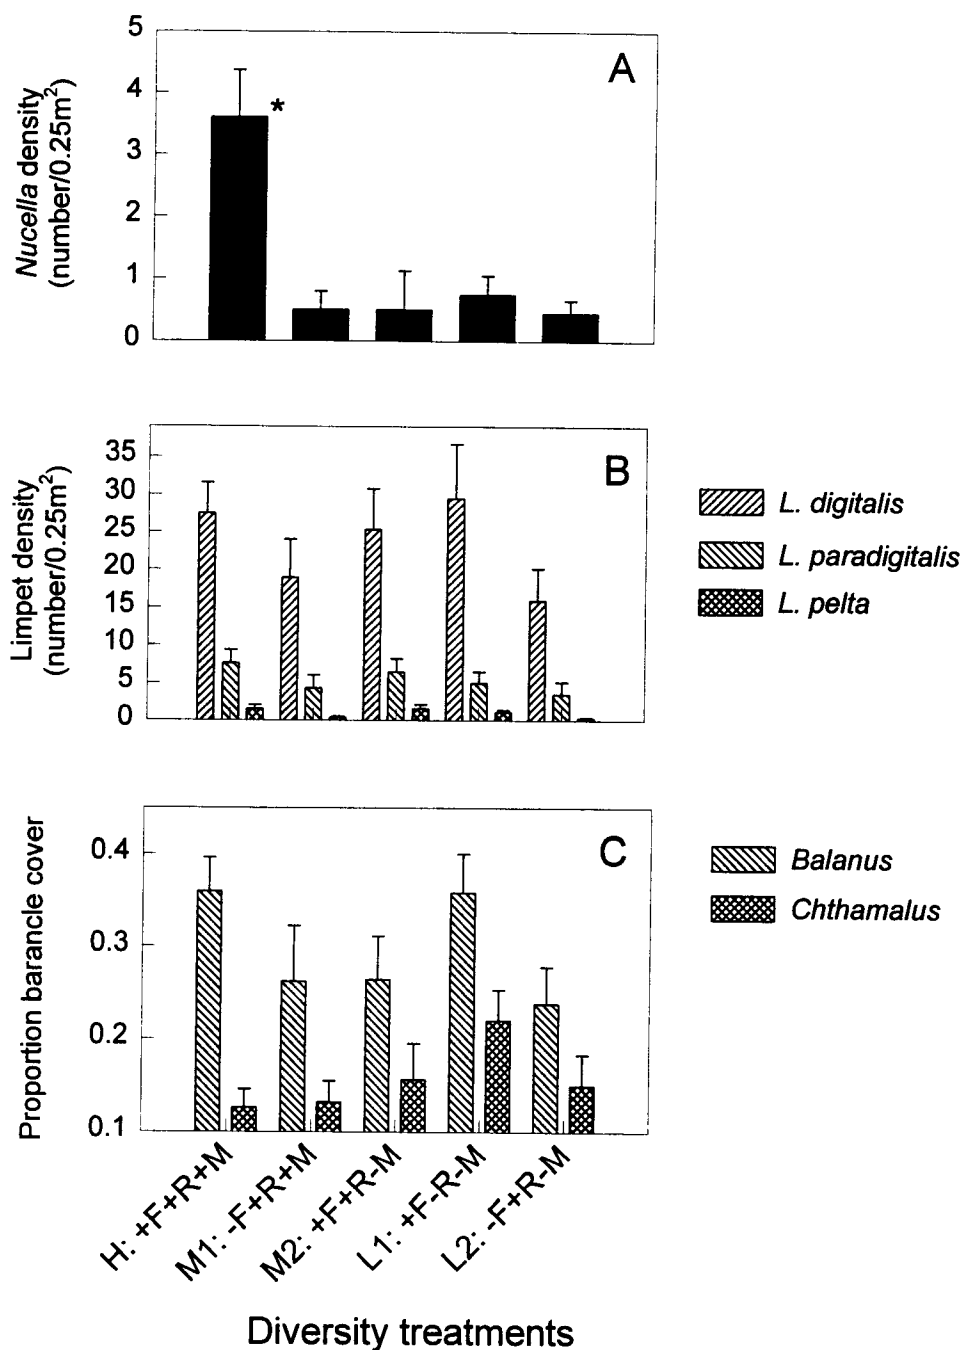 A
Nucella density
(number/0.25m²)
5
4
3
2
1
0
*
B
Limpet density
(number/0.25m²)
35
30
25
20
15
10
5
0
L. digitalis
L. paradigitalis
L. pelta
C
Proportion barancle cover
0.4
0.3
0.2
0.1
Balanus
Chthamalus
H: +F+R+M
M1: -F+R+M
M2: +F+R-M
L1: +F-R-M
L2: -F+R-M
Diversity treatments